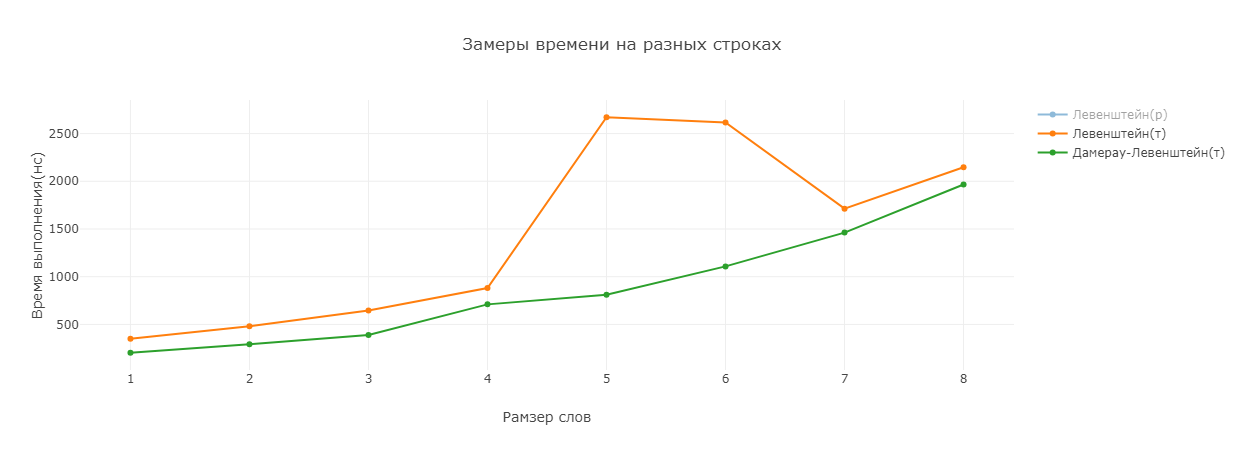 Замеры времени на разных строках
Левенштейн(р)
Левенштейн(т)
Дамерау-Левенштейн(т)
Время выполнения(нс)
2500
2000
1500
1000
500
1 2 3 4 5 6 7 8
Рамзер слов